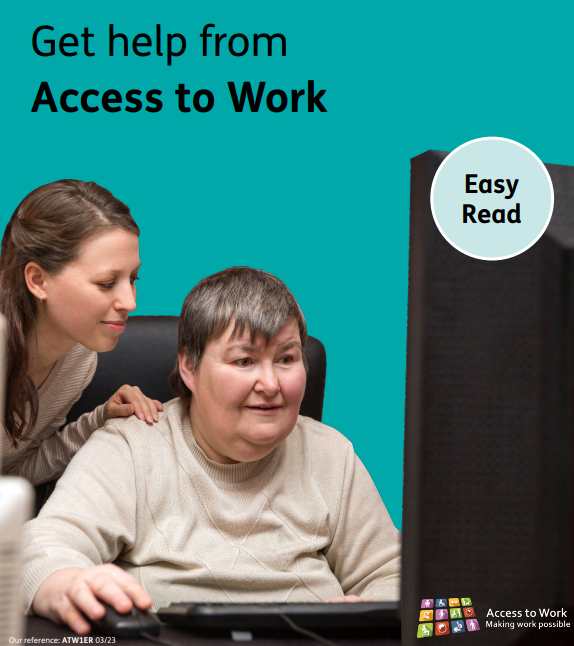 Get help from
Access to Work
Easy
Read
Access to Work
Making work possible
Our reference: ATW1ER 03/23